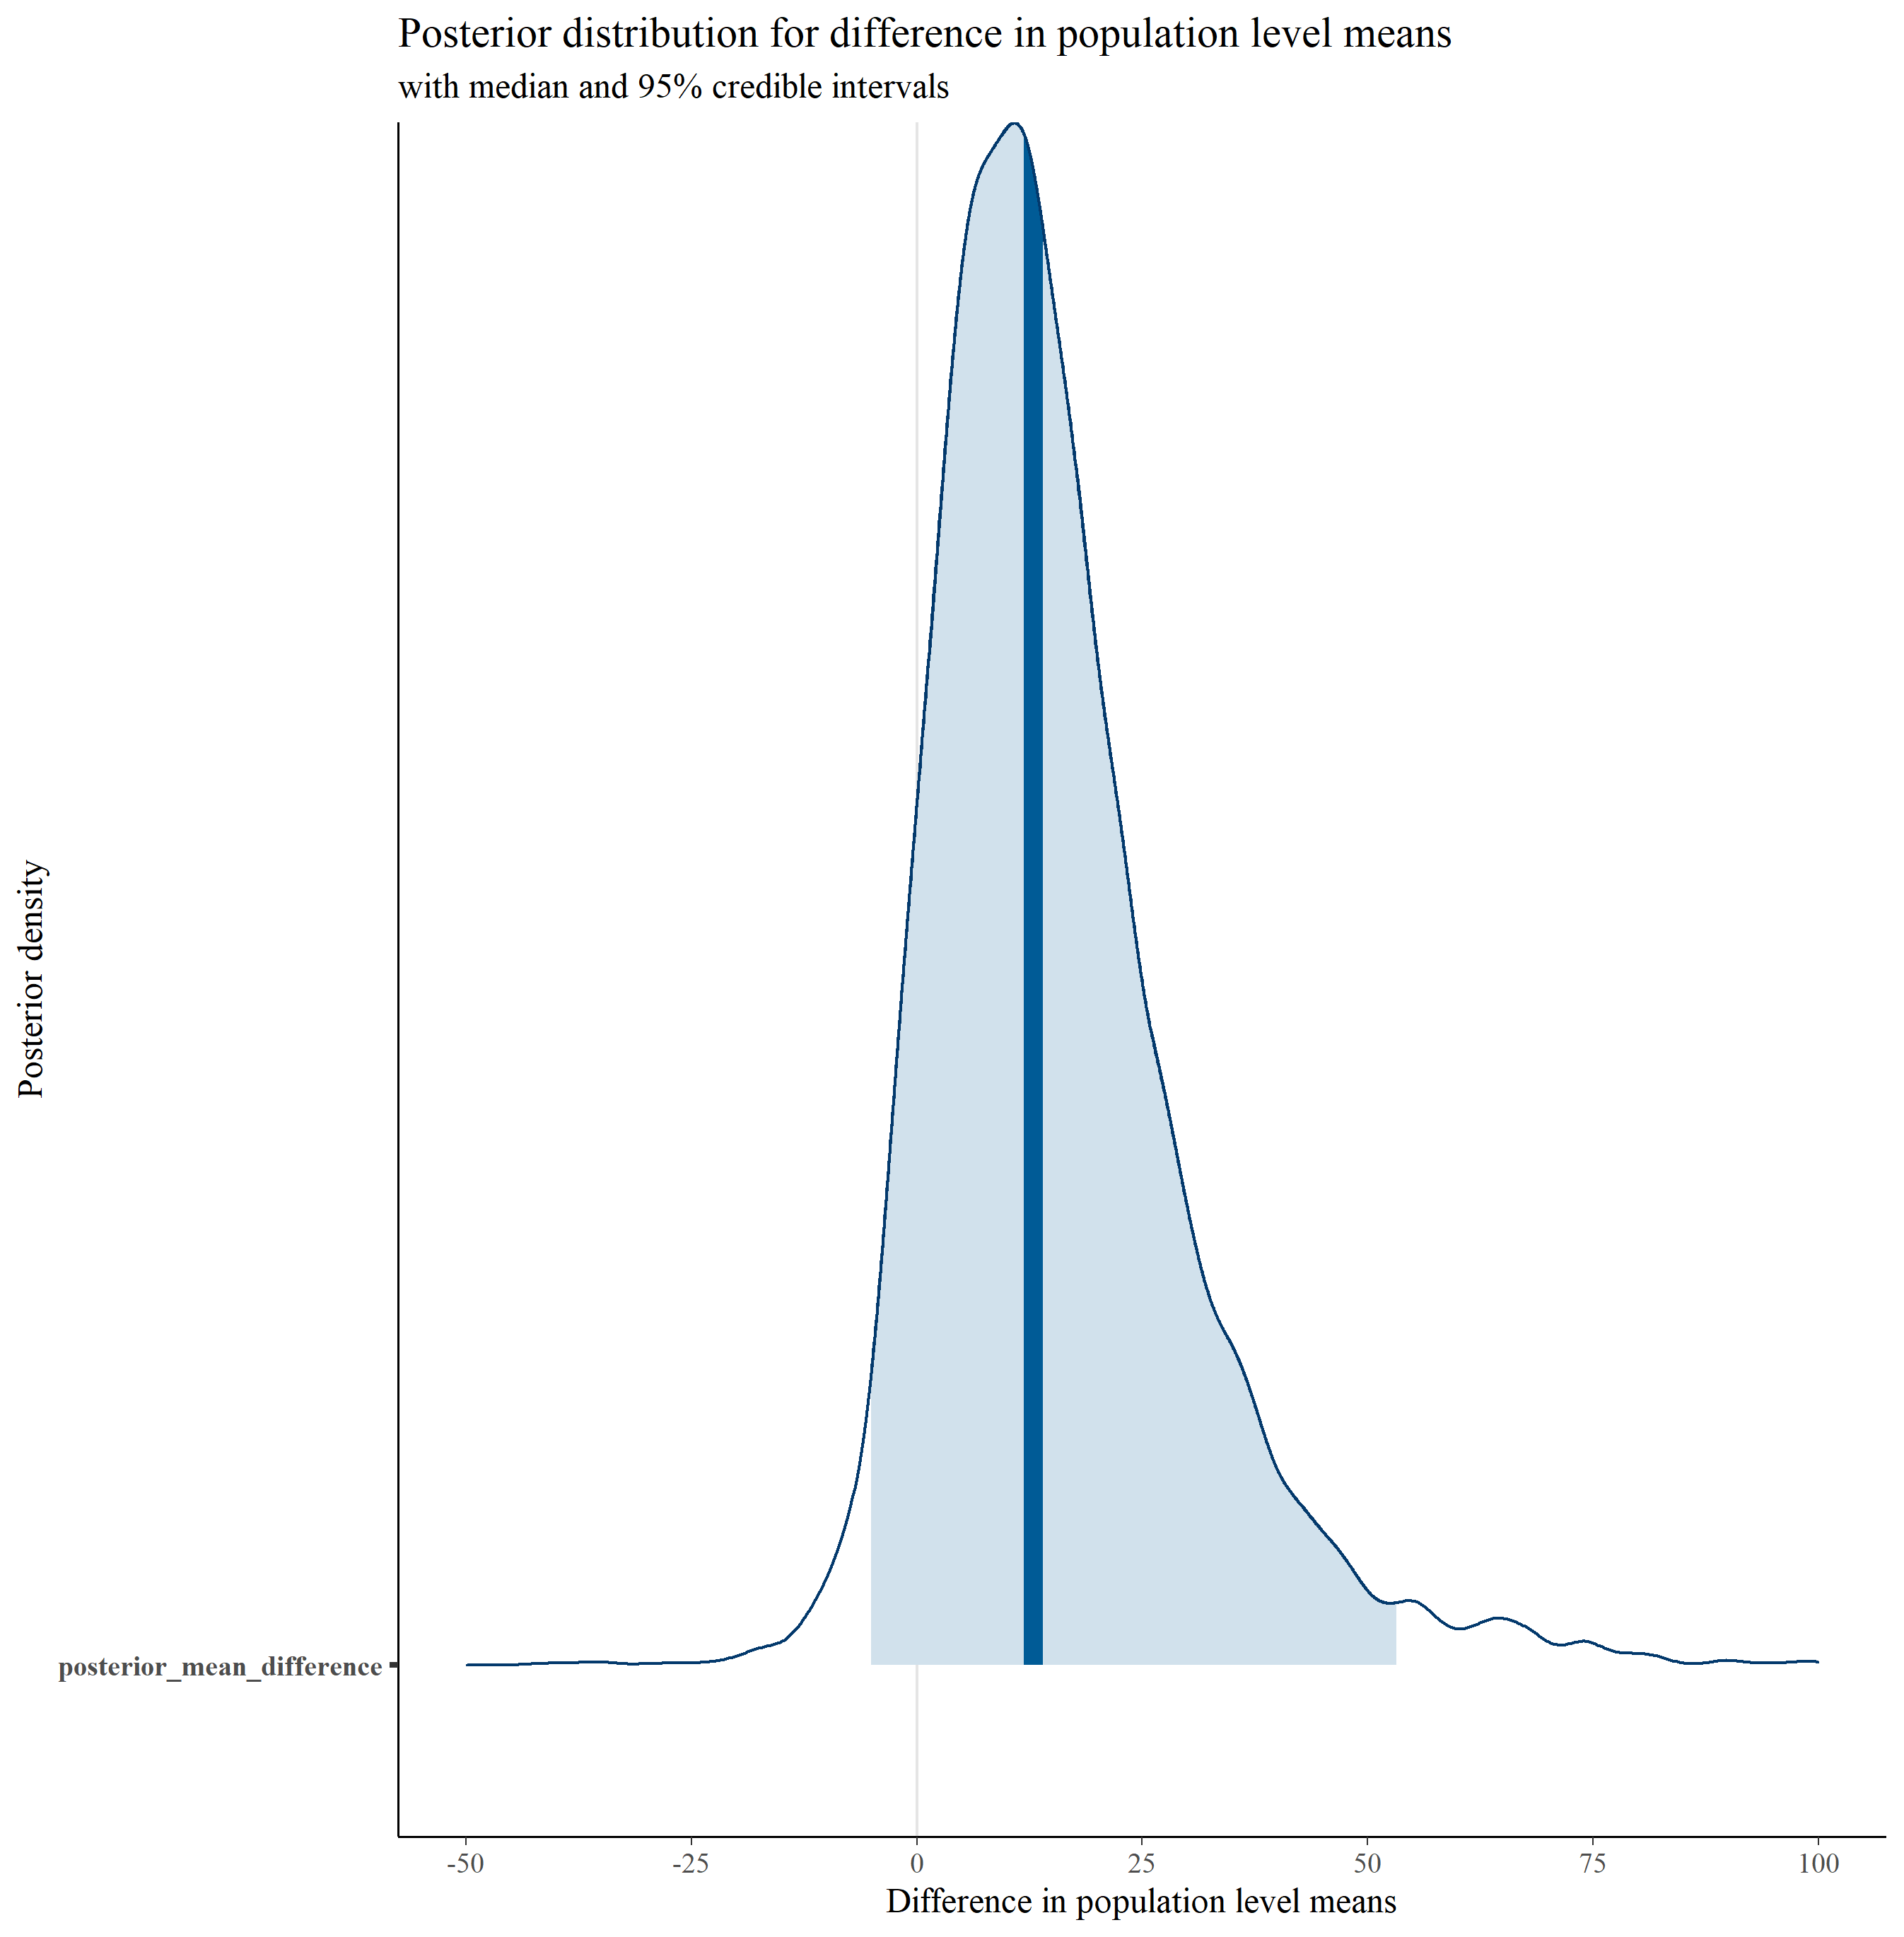 Posterior distribution for difference in population level means
with median and 95% credible intervals
Posterior density
posterior_mean_difference
-50 -25 0 25 50 75 100
Difference in population level means